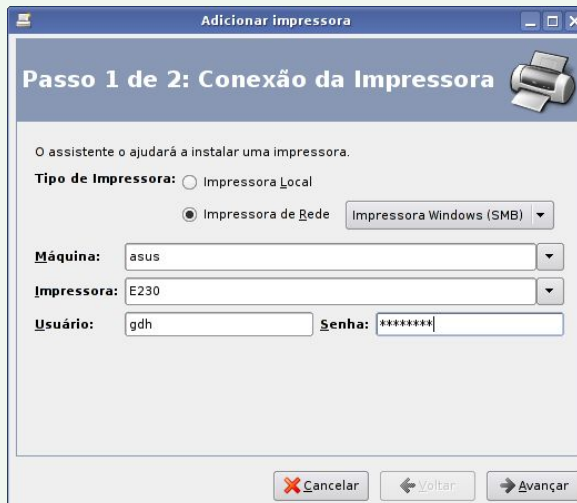 Adicionar impressora
Passo 1 de 2: Conexão da Impressora
O assistente o ajudará a instalar uma impressora.
Tipo de Impressora: Impressora Local
Impressora de Rede Impressora Windows (SMB)
Máquina: asus
Impressora: E230
Usuário: gdh Senha: ********
Cancelar Voltar Avançar